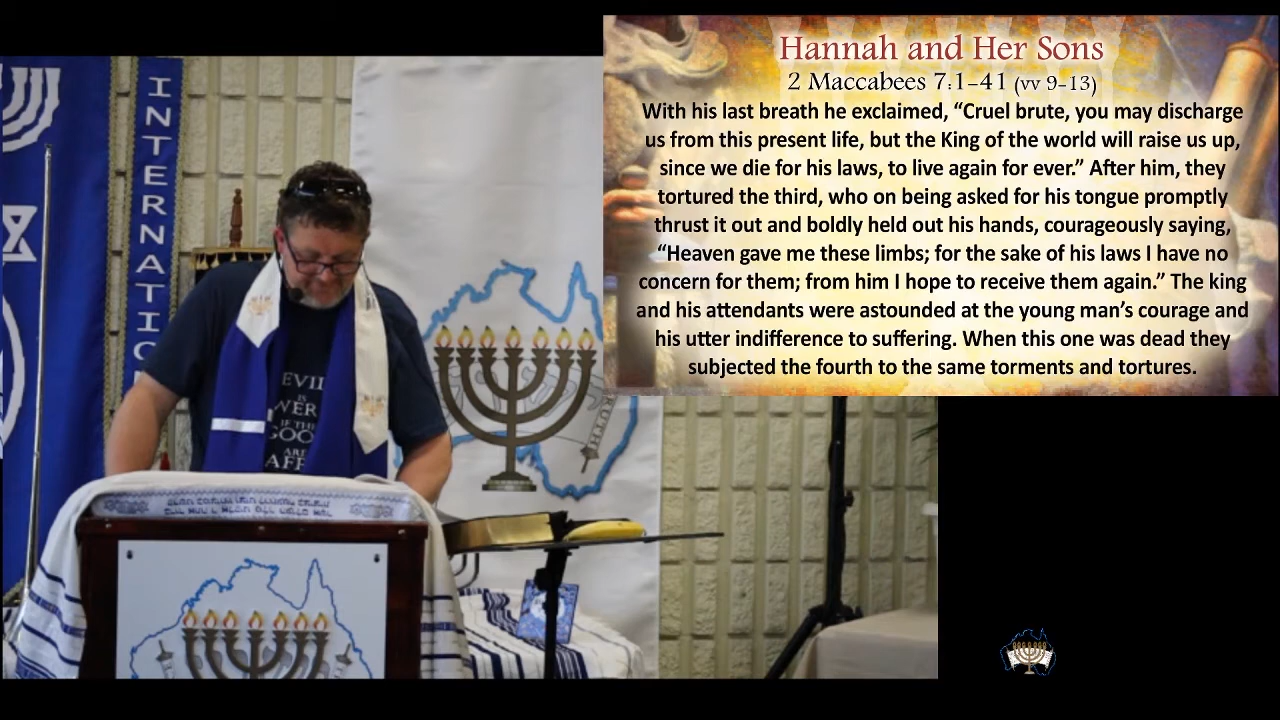 Hannah and Her Sons
2 Maccabees 7:1-41 (vv 9-13)
With his last breath he exclaimed, “Cruel brute, you may discharge
us from this present life, but the King of the world will raise us up,
since we die for his laws, to live again for ever.” After him, they
tortured the third, who on being asked for his tongue promptly
thrust it out and boldly held out his hands, courageously saying,
“Heaven gave me these limbs; for the sake of his laws I have no
concern for them; from him I hope to receive them again.” The king
and his attendants were astounded at the young man’s courage and
his utter indifference to suffering. When this one was dead they
subjected the fourth to the same torments and tortures.
INTERNATIO
EVIL
IS
GOO
ARE
TRUTH